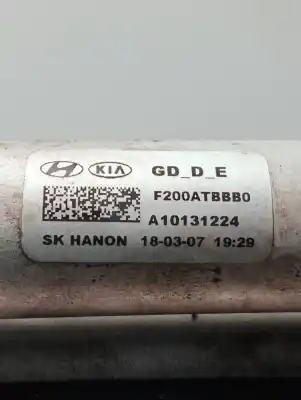 KIA GD_D_E
F200ATBBB0
A10131224
SK HANON 18-03-07 19:29